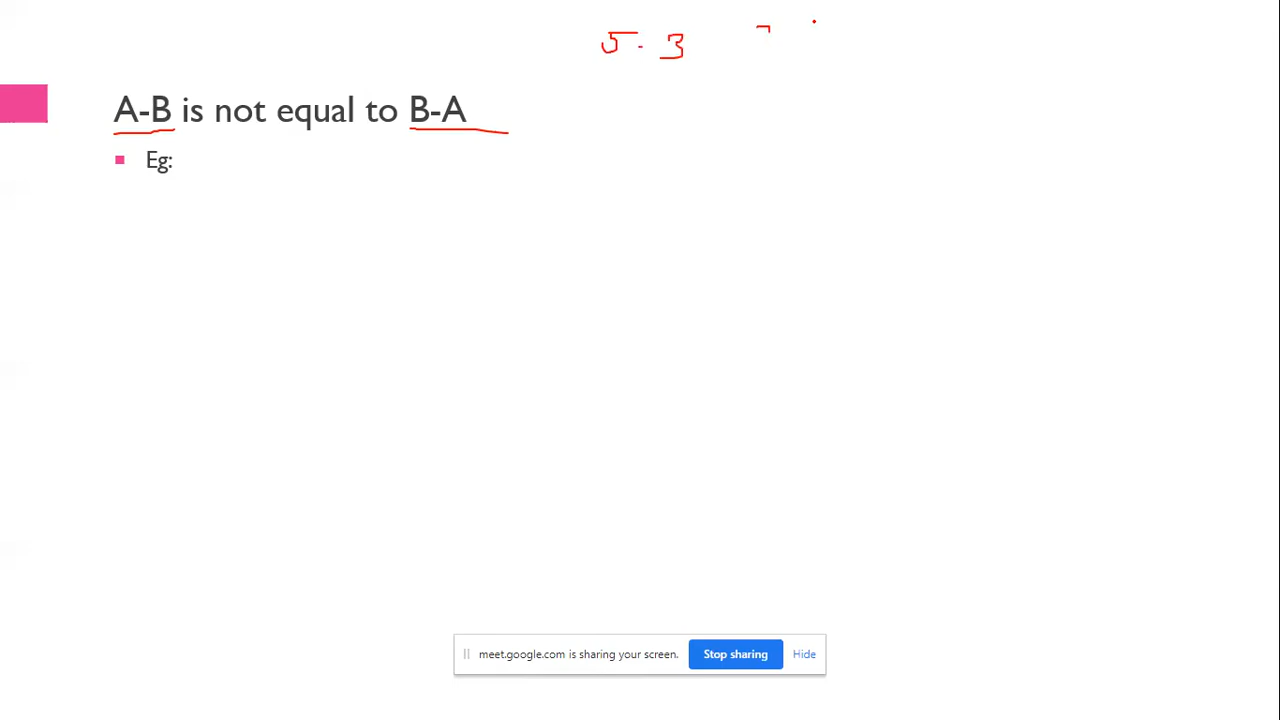 5 - 3
A-B is not equal to B-A
Eg:
meet.google.com is sharing your screen. Stop sharing Hide